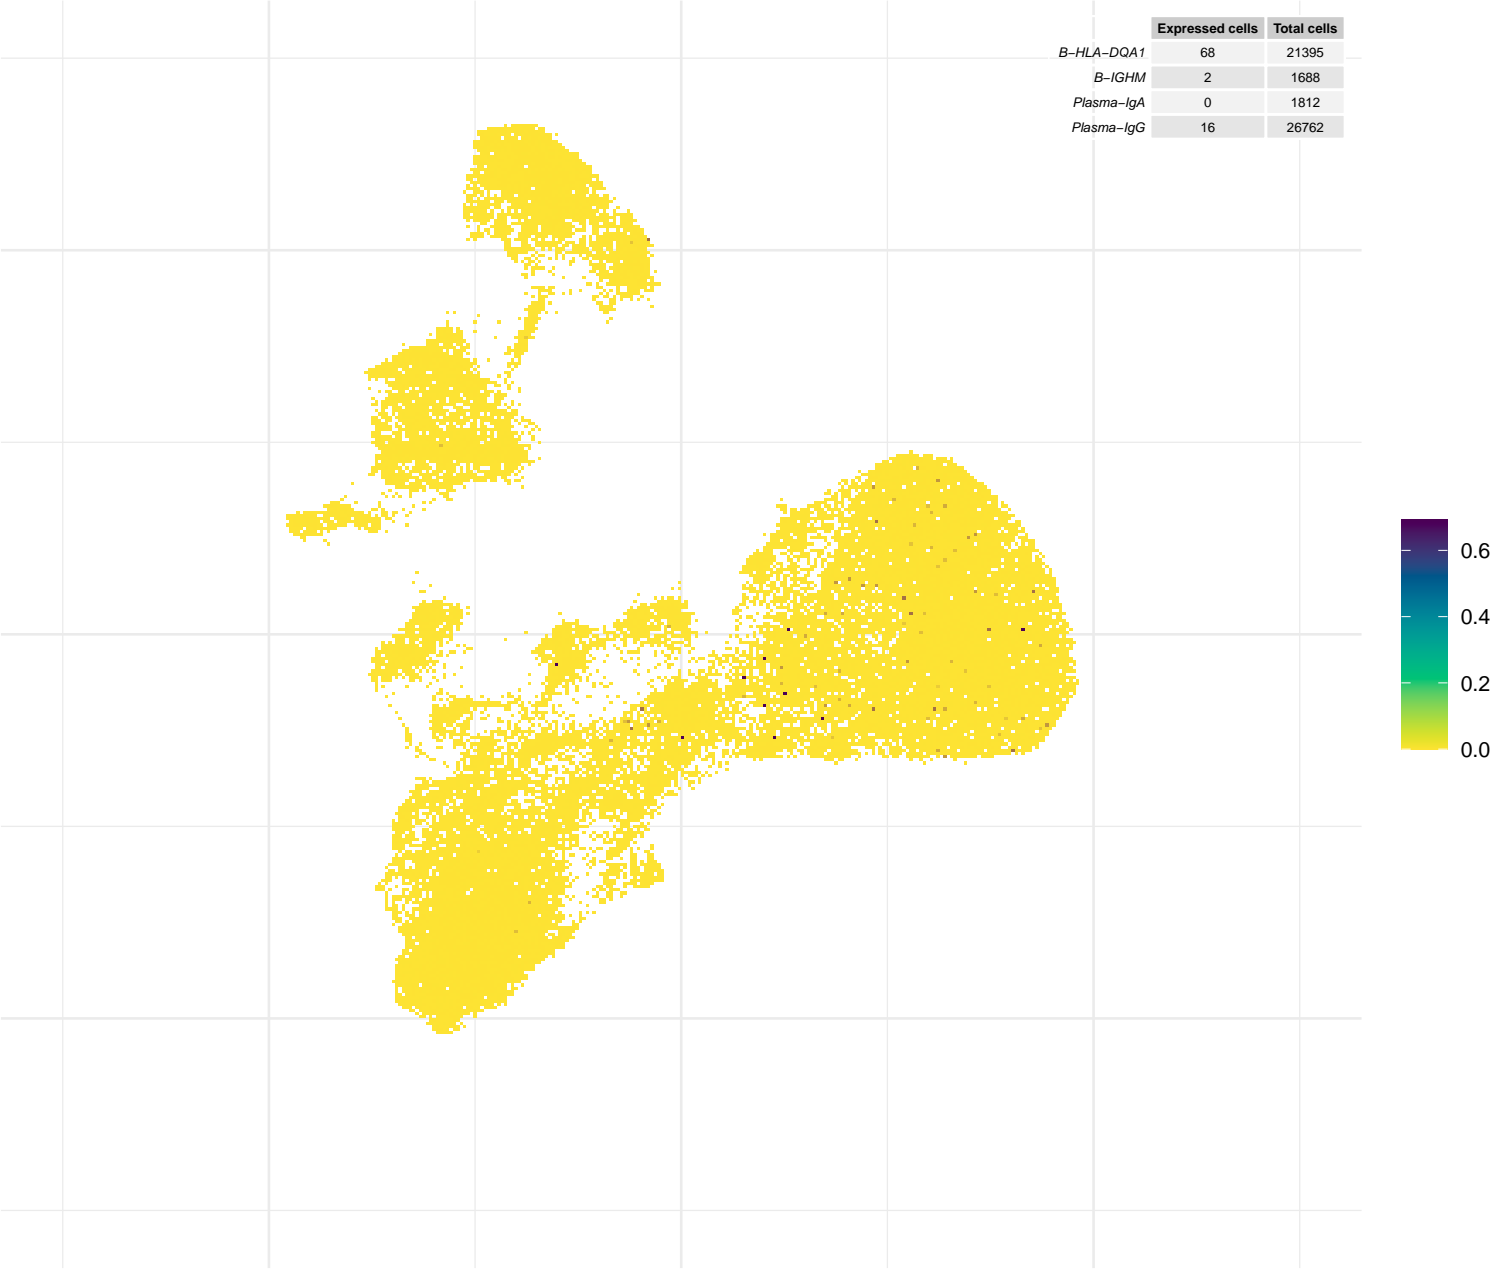 Expressed cells Total cells
B−HLA−DQA1 68 21395
B−IGHM 2 1688
Plasma−IgA 0 1812
Plasma−IgG 16 26762
0.6
0.4
0.2
0.0